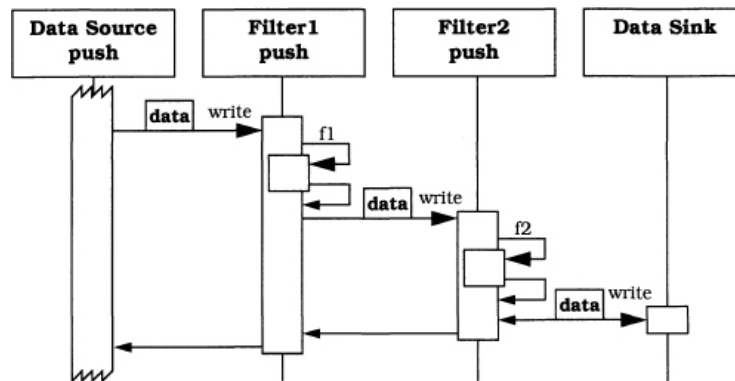 Data Source
push
Filter1
push
Filter2
push
Data Sink
data
write
f1
data
write
f2
data
write